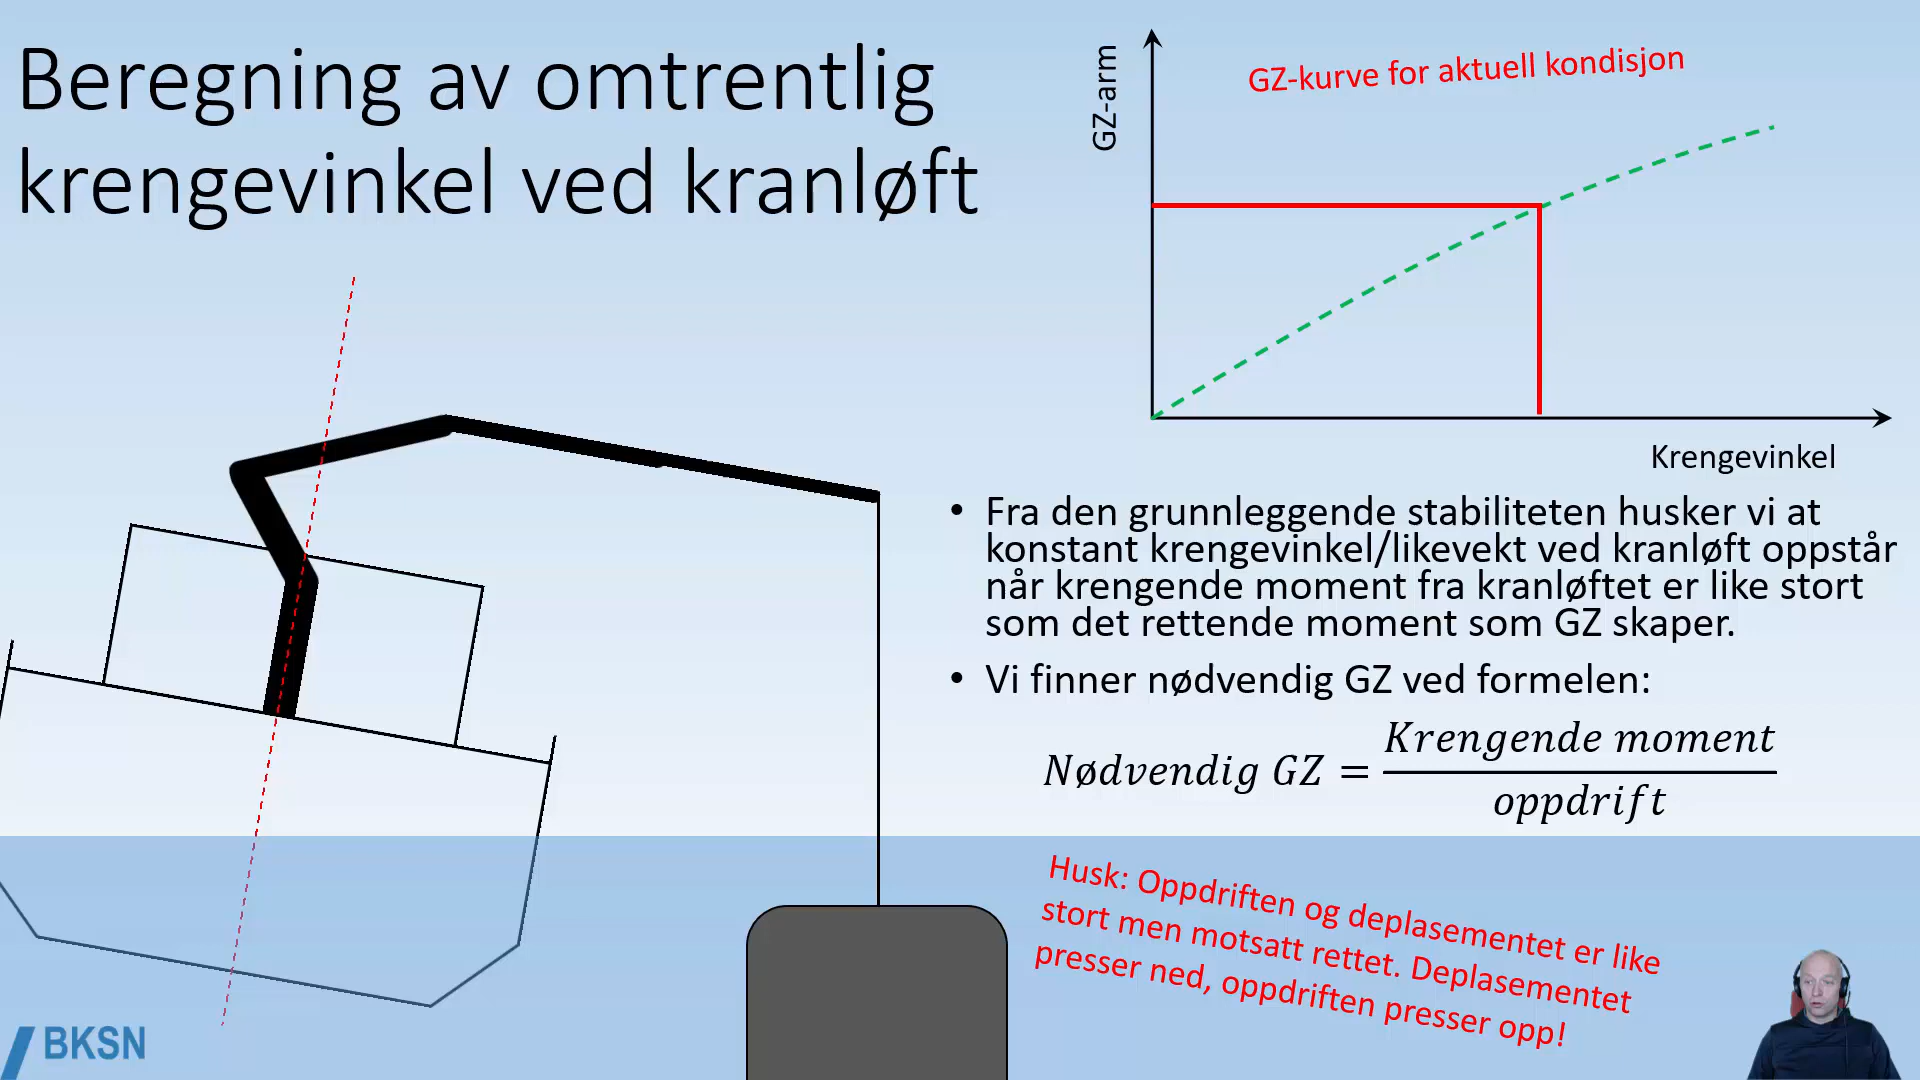 Beregning av omtrentlig
krengevinkel ved kranløft
GZ-arm
GZ-kurve for aktuell kondisjon
Krengevinkel
• Fra den grunnleggende stabiliteten husker vi at
konstant krengevinkel/likevekt ved kranløft oppstår
når krengende moment fra kranløftet er like stort
som det rettende moment som GZ skaper.
• Vi finner nødvendig GZ ved formelen:
Nødvendig GZ = Krengende moment / oppdrift
Husk: Oppdriften og deplasementet er like
stort men motsatt rettet. Deplasementet
presser ned, oppdriften presser opp!
BKSN